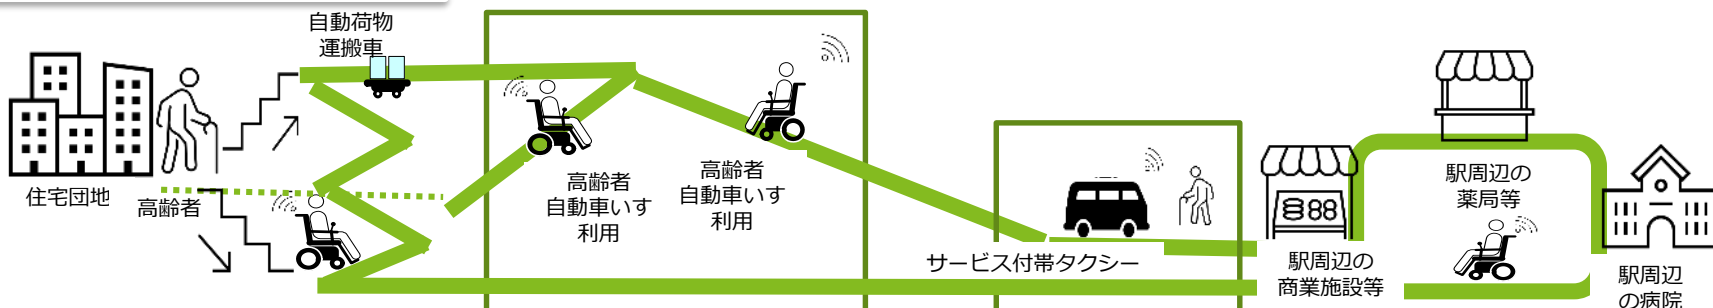 自動荷物
運搬車
住宅団地
高齢者
高齢者
自動車いす
利用
高齢者
自動車いす
利用
サービス付帯タクシー
駅周辺の
商業施設等
駅周辺の
薬局等
駅周辺
の病院